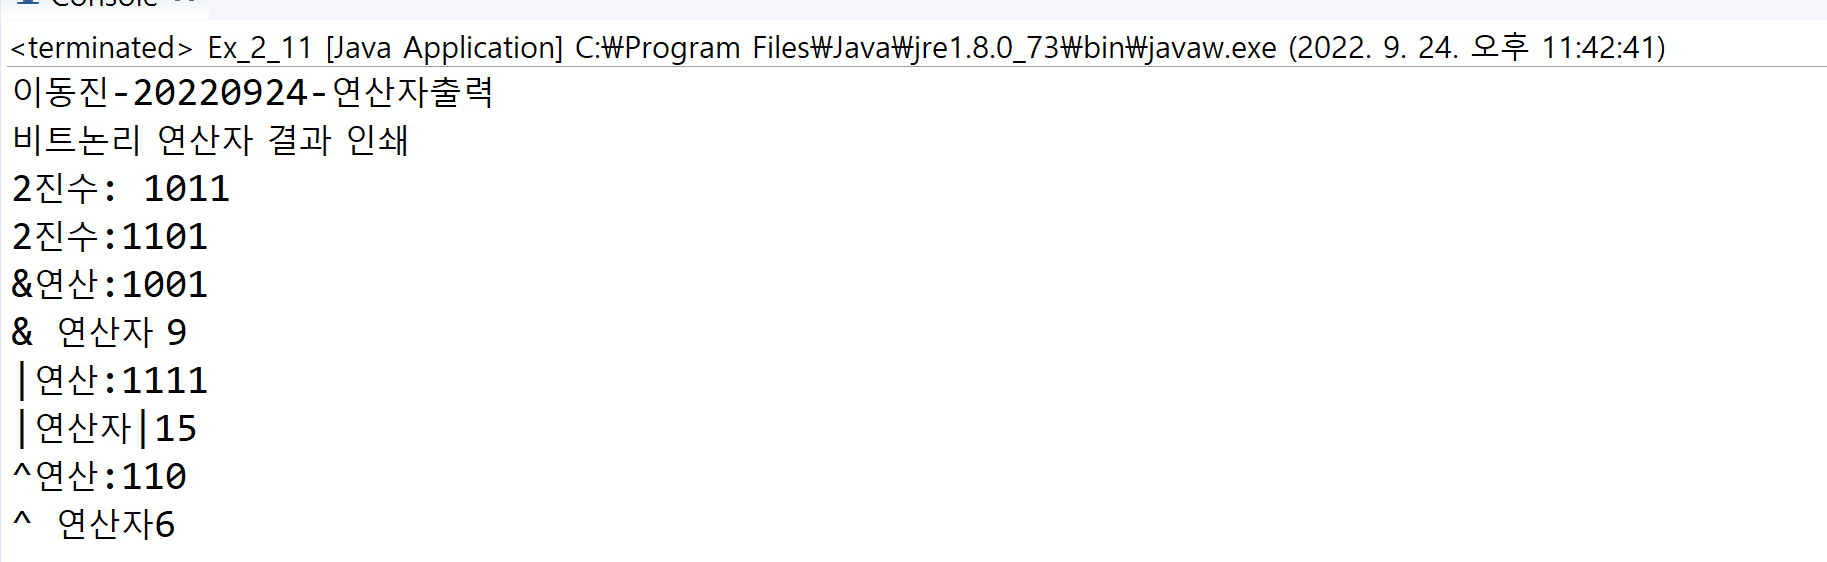 Console
<terminated> Ex_2_11 [Java Application] C:₩Program Files₩Java₩jre1.8.0_73₩bin₩javaw.exe (2022. 9. 24. 오후 11:42:41)
이동진-20220924-연산자출력
비트논리 연산자 결과 인쇄
2진수: 1011
2진수:1101
&연산:1001
& 연산자 9
|연산:1111
|연산자|15
^연산:110
^ 연산자6